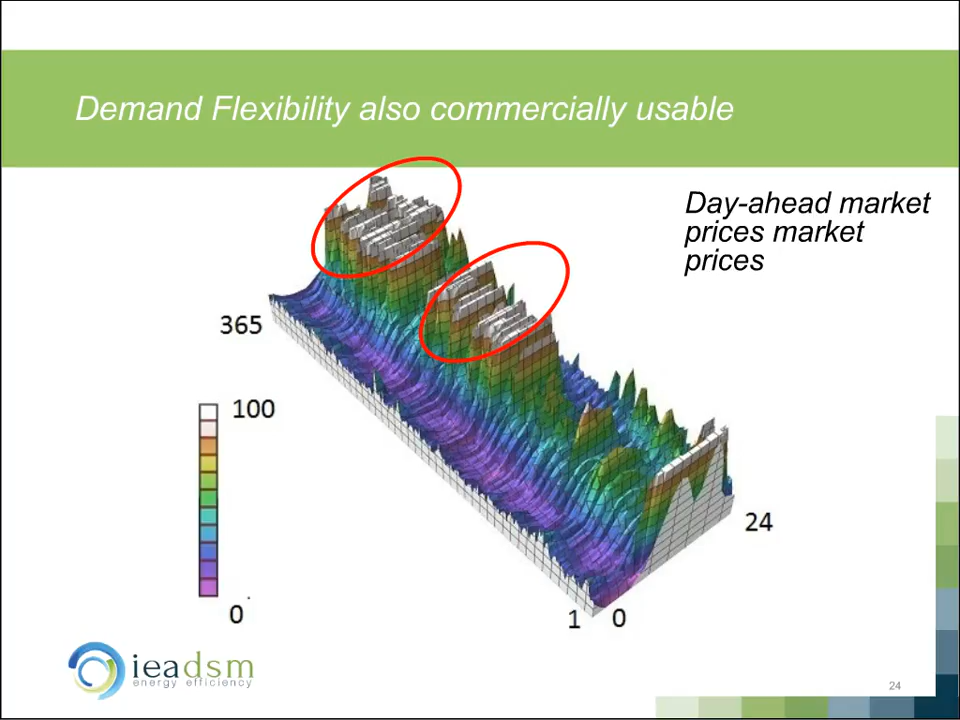 Demand Flexibility also commercially usable
Day-ahead market
prices market
prices
365
100
24
0
1
0
ieadsm
energy efficiency
24